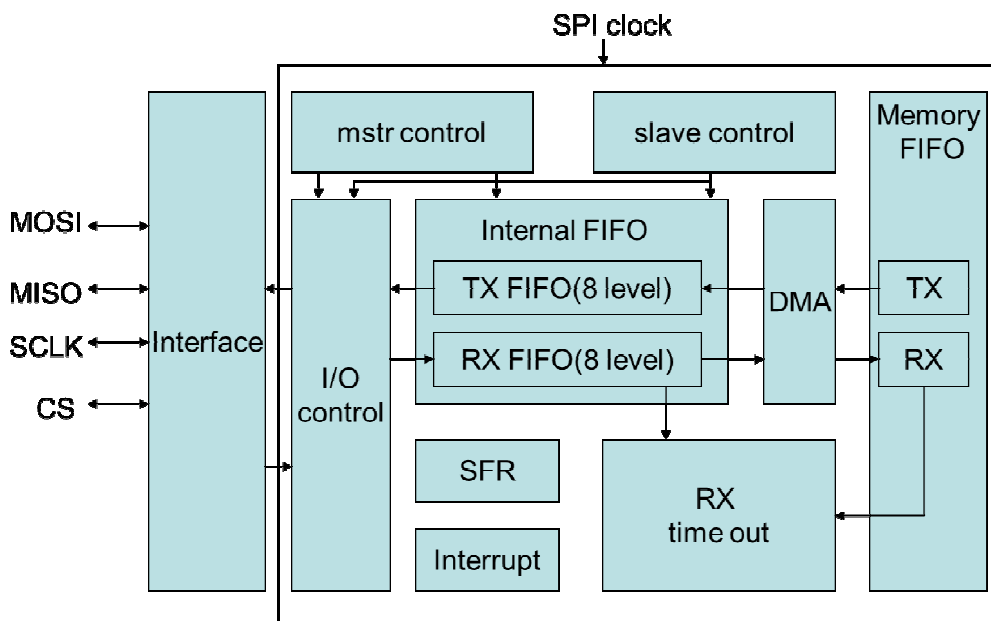 SPI clock
mstr control
slave control
Memory
FIFO
MOSI
MISO
SCLK
CS
Interface
I/O
control
Internal FIFO
TX FIFO(8 level)
RX FIFO(8 level)
DMA
TX
RX
SFR
Interrupt
RX
time out